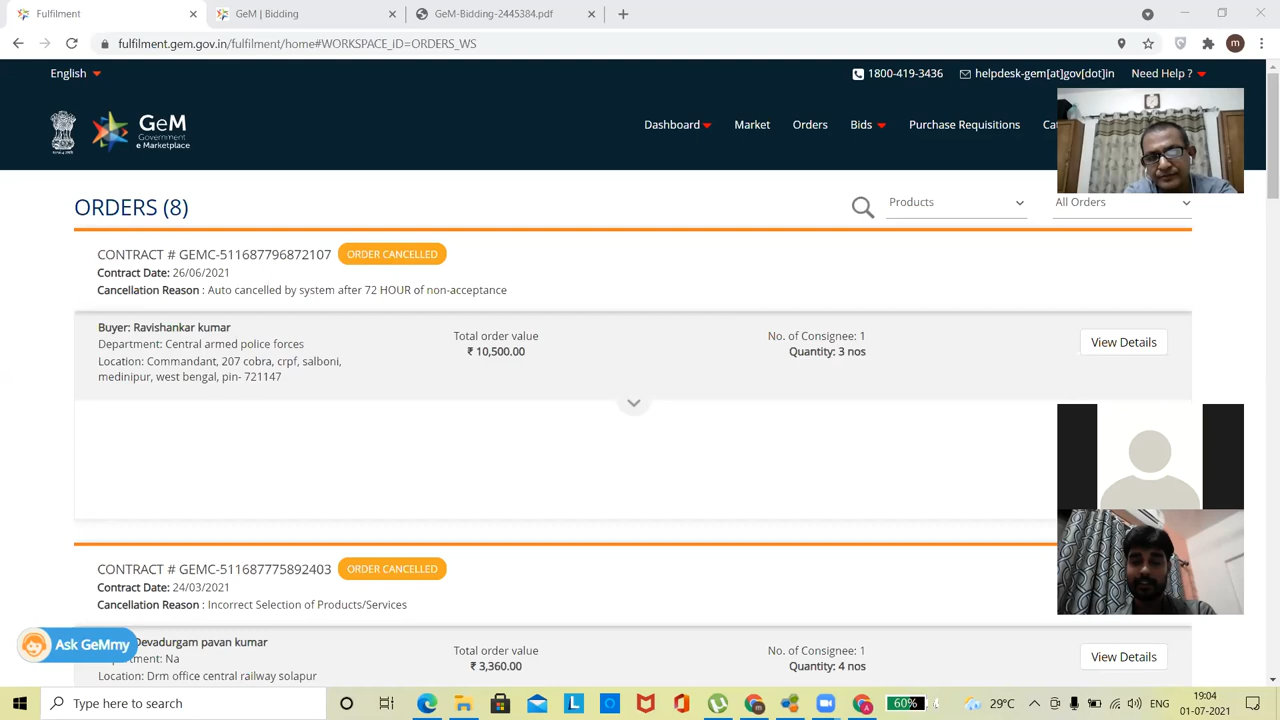 Fulfilment
GeM | Bidding
GeM-Bidding-2445384.pdf
fulfilment.gem.gov.in/fulfilment/home#WORKSPACE_iD=ORDERS_WS
m
English
1800-419-3436
helpdesk-gem[at]gov[dot]in
Need Help ?
GeM
Government
e Marketplace
Dashboard
Market
Orders
Bids
Purchase Requisitions
ORDERS (8)
Products
All Orders
CONTRACT # GEMC-511687796872107
ORDER CANCELLED
Contract Date: 26/06/2021
Cancellation Reason : Auto cancelled by system after 72 HOUR of non-acceptance
Buyer: Ravishankar kumar
Department: Central armed police forces
Location: Commandant, 207 cobra, crpf, salboni,
medinipur, west bengal, pin- 721147
Total order value
₹ 10,500.00
No. of Consignee: 1
Quantity: 3 nos
View Details
CONTRACT # GEMC-511687775892403
ORDER CANCELLED
Contract Date: 24/03/2021
Cancellation Reason : Incorrect Selection of Products/Services
Devadurgam pavan kumar
Na
Location: Drm office central railway solapur
Total order value
₹ 3,360.00
No. of Consignee: 1
Quantity: 4 nos
View Details
Ask GeMmy
Type here to search
60%
29°C
ENG
19:04
01-07-2021